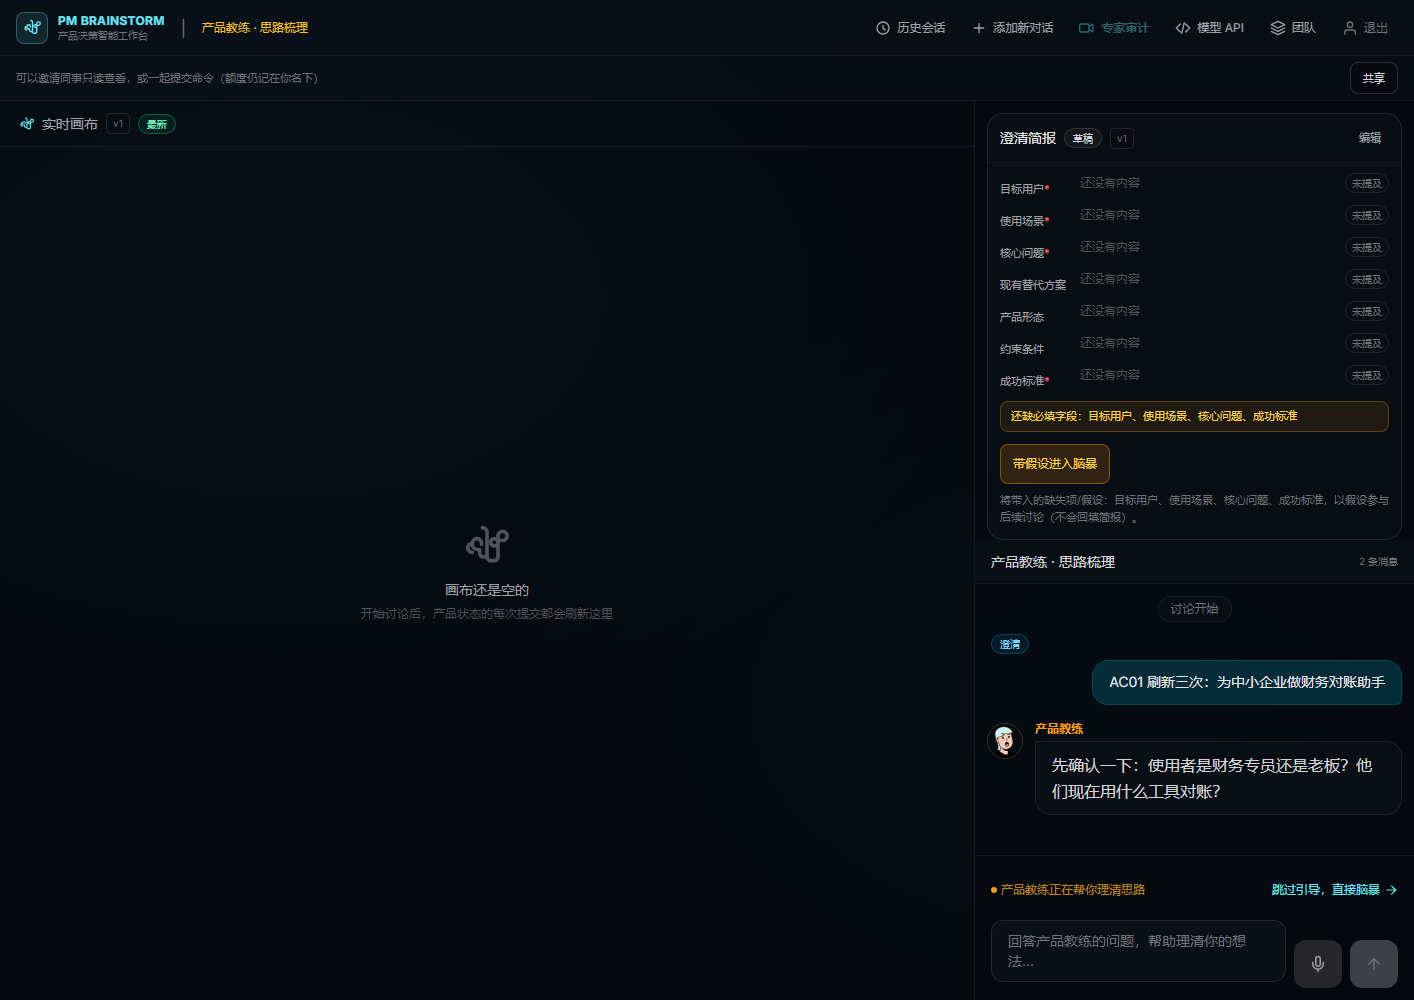 PM BRAINSTORM
产品决策智能工作台
产品教练 · 思路梳理
历史会话
添加新对话
专家审计
模型 API
团队
退出
可以邀请同事只读查看，或一起提交命令（额度仍记在你名下）
共享
实时画布
v1
最新
画布还是空的
开始讨论后，产品状态的每次提交都会刷新这里
澄清简报
草稿
v1
编辑
目标用户*
还没有内容
未提及
使用场景*
还没有内容
未提及
核心问题*
还没有内容
未提及
现有替代方案
还没有内容
未提及
产品形态
还没有内容
未提及
约束条件
还没有内容
未提及
成功标准*
还没有内容
未提及
还缺必填字段：目标用户、使用场景、核心问题、成功标准
带假设进入脑暴
将带入的缺失项/假设：目标用户、使用场景、核心问题、成功标准，以假设参与
后续讨论（不会回填简报）。
产品教练 · 思路梳理
2 条消息
讨论开始
澄清
AC01 刷新三次：为中小企业做财务对账助手
产品教练
先确认一下：使用者是财务专员还是老板？他
们现在用什么工具对账？
产品教练正在帮你理清思路
跳过引导，直接脑暴 →
回答产品教练的问题，帮助理清你的想
法...